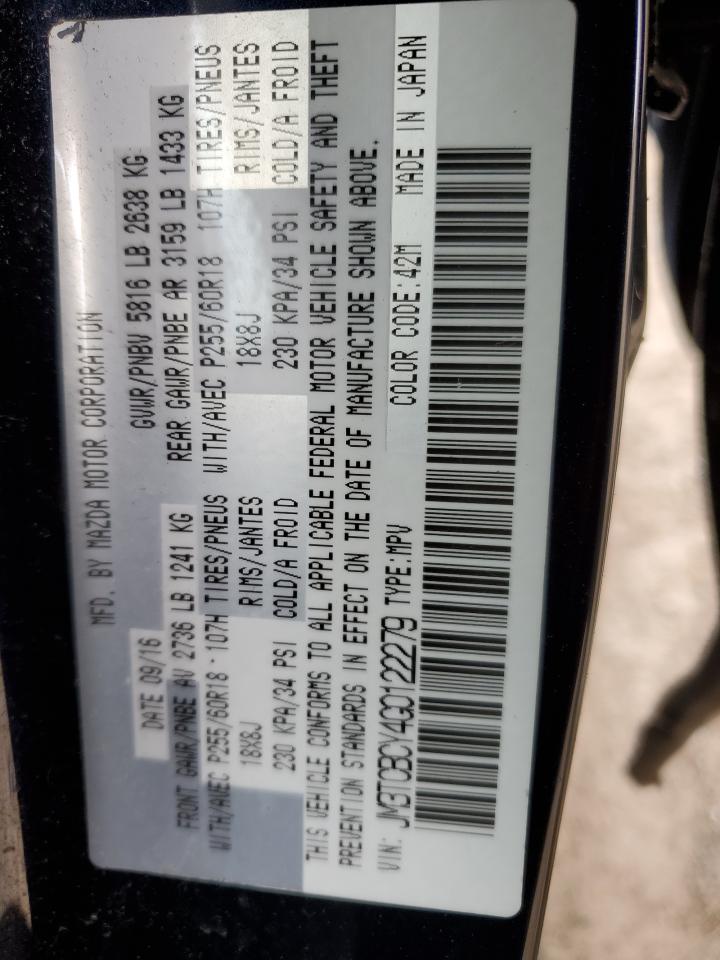 MFD. BY MAZDA MOTOR CORPORATION
DATE 09/16 GVWR/PNBV 5816 LB 2638 KG
FRONT GAWR/PNBE AV 2736 LB 1241 KG REAR GAWR/PNBE AR 3159 LB 1433 KG
WITH/AVEC P255/60R18 107H TIRES/PNEUS WITH/AVEC P255/60R18 107H TIRES/PNEUS
18X8J RIMS/JANTES 18X8J RIMS/JANTES
230 KPA/34 PSI COLD/A FROID 230 KPA/34 PSI COLD/A FROID
THIS VEHICLE CONFORMS TO ALL APPLICABLE FEDERAL MOTOR VEHICLE SAFETY AND THEFT
PREVENTION STANDARDS IN EFFECT ON THE DATE OF MANUFACTURE SHOWN ABOVE.
VIN: JM3TCBCY4G0122279 TYPE:MPV COLOR CODE:42M MADE IN JAPAN